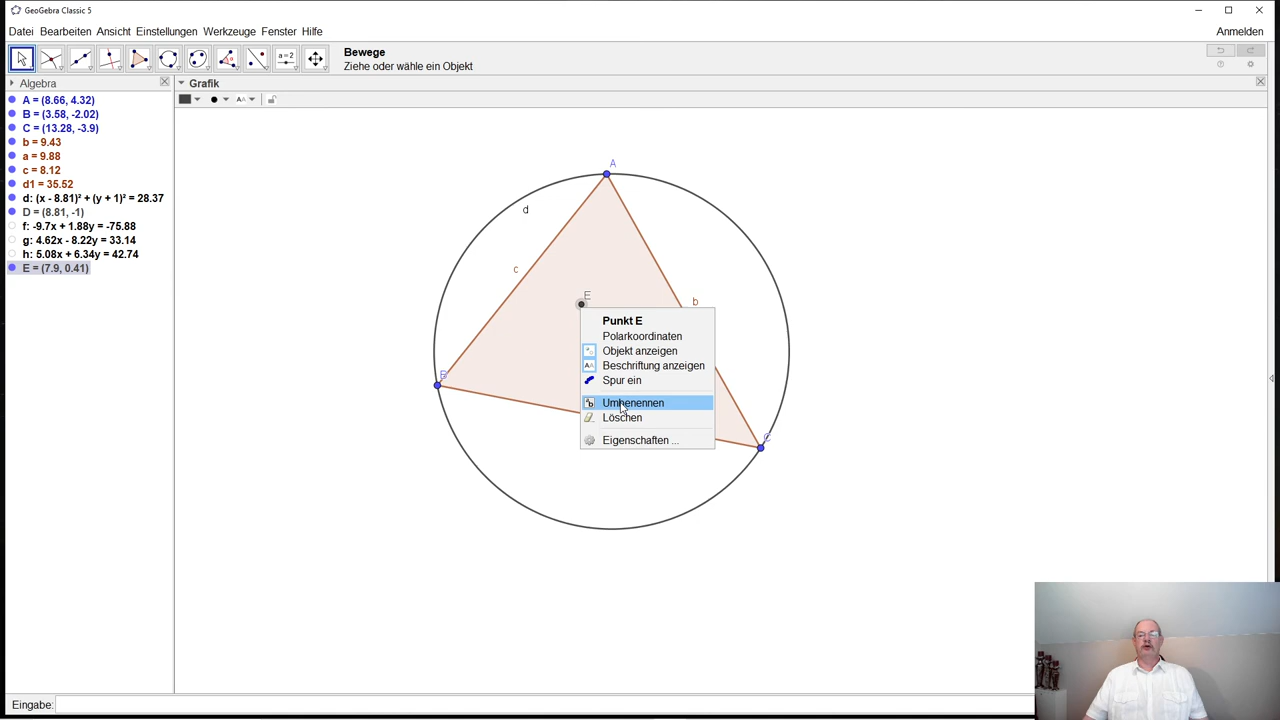 GeoGebra Classic 5
Datei Bearbeiten Ansicht Einstellungen Werkzeuge Fenster Hilfe
Anmelden
Bewege
Ziehe oder wähle ein Objekt
Algebra
Grafik
A = (8.66, 4.32)
B = (3.58, -2.02)
C = (13.28, -3.9)
b = 9.43
a = 9.88
c = 8.12
d1 = 35.52
d: (x - 8.81)² + (y + 1)² = 28.37
D = (8.81, -1)
f: -9.7x + 1.88y = -75.88
g: 4.62x - 8.22y = 33.14
h: 5.08x + 6.34y = 42.74
E = (7.9, 0.41)
A
d
c
E
b
B
C
Punkt E
Polarkoordinaten
Objekt anzeigen
Beschriftung anzeigen
Spur ein
Umbenennen
Löschen
Eigenschaften ...
Eingabe: